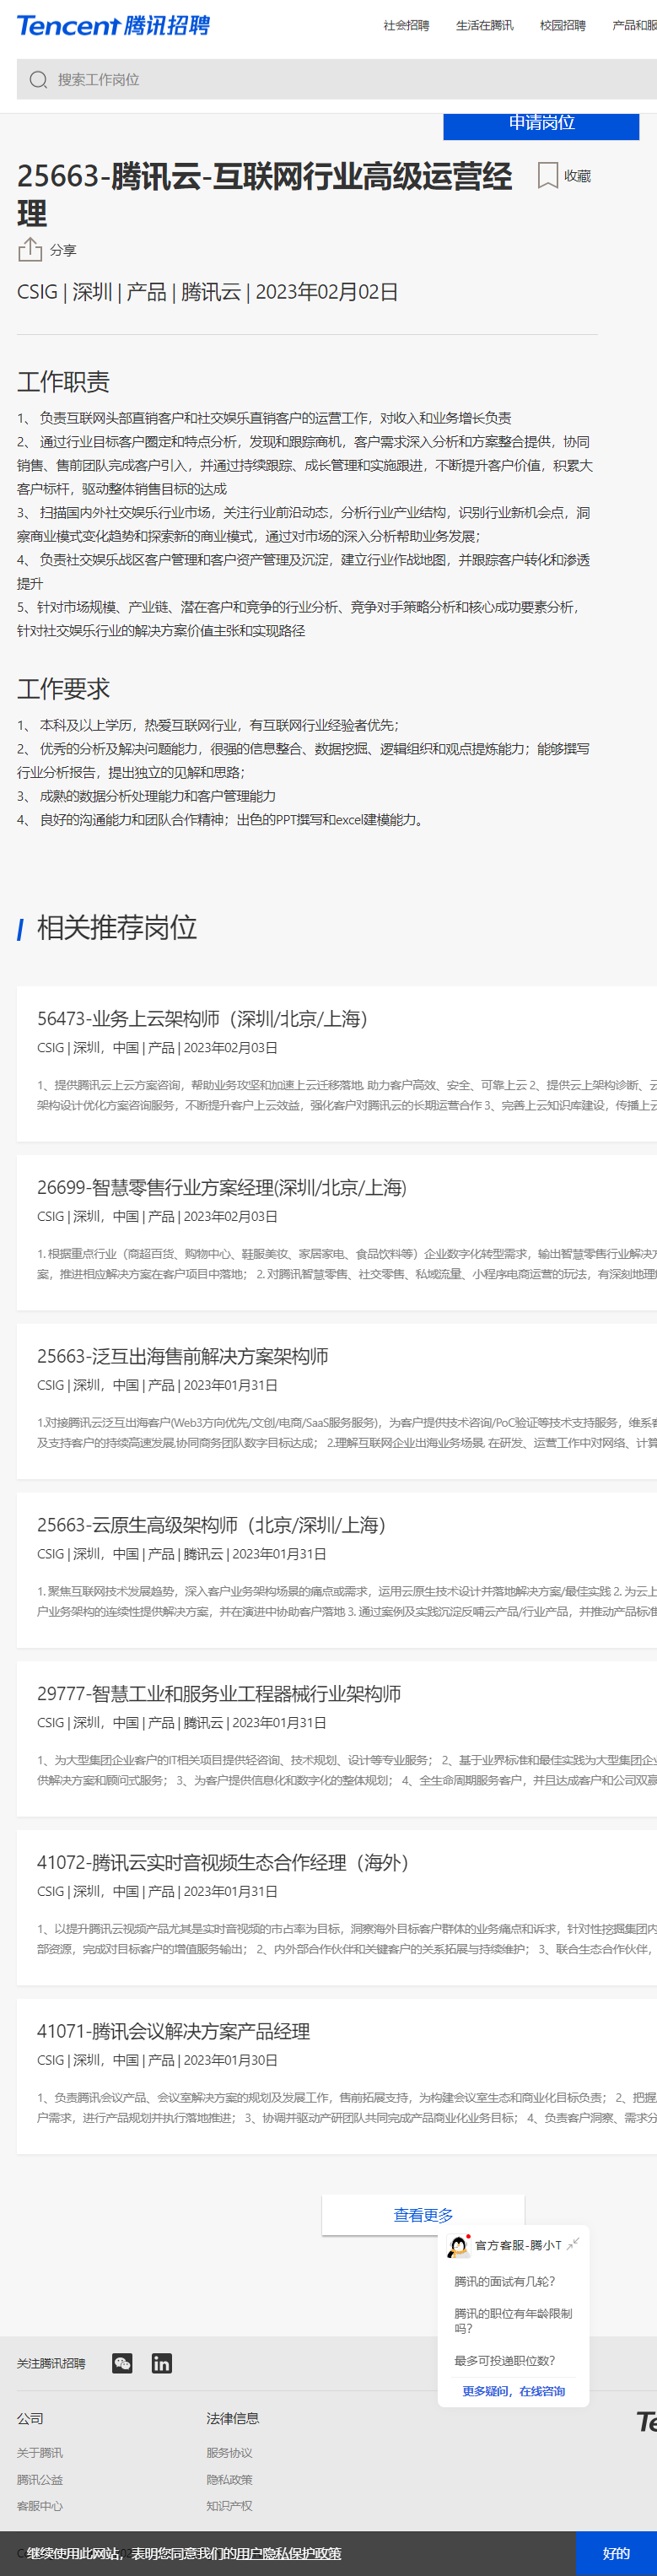 Tencent 腾讯招聘
社会招聘 生活在腾讯 校园招聘 产品和服
搜索工作岗位
申请岗位
25663-腾讯云-互联网行业高级运营经
理
收藏
分享
CSIG | 深圳 | 产品 | 腾讯云 | 2023年02月02日
工作职责
1、 负责互联网头部直销客户和社交娱乐直销客户的运营工作，对收入和业务增长负责
2、 通过行业目标客户圈定和特点分析，发现和跟踪商机，客户需求深入分析和方案整合提供，协同
销售、售前团队完成客户引入，并通过持续跟踪、成长管理和实施跟进，不断提升客户价值，积累大
客户标杆，驱动整体销售目标的达成
3、 扫描国内外社交娱乐行业市场，关注行业前沿动态，分析行业产业结构，识别行业新机会点，洞
察商业模式变化趋势和探索新的商业模式，通过对市场的深入分析帮助业务发展；
4、 负责社交娱乐战区客户管理和客户资产管理及沉淀，建立行业作战地图，并跟踪客户转化和渗透
提升
5、针对市场规模、产业链、潜在客户和竞争的行业分析、竞争对手策略分析和核心成功要素分析，
针对社交娱乐行业的解决方案价值主张和实现路径
工作要求
1、 本科及以上学历，热爱互联网行业，有互联网行业经验者优先；
2、 优秀的分析及解决问题能力，很强的信息整合、数据挖掘、逻辑组织和观点提炼能力；能够撰写
行业分析报告，提出独立的见解和思路；
3、 成熟的数据分析处理能力和客户管理能力
4、 良好的沟通能力和团队合作精神；出色的PPT撰写和excel建模能力。
相关推荐岗位
56473-业务上云架构师（深圳/北京/上海）
CSIG | 深圳，中国 | 产品 | 2023年02月03日
1、提供腾讯云上云方案咨询，帮助业务攻坚和加速上云迁移落地, 助力客户高效、安全、可靠上云 2、提供云上架构诊断、云
架构设计优化方案咨询服务，不断提升客户上云效益，强化客户对腾讯云的长期运营合作 3、完善上云知识库建设，传播上云
26699-智慧零售行业方案经理(深圳/北京/上海)
CSIG | 深圳，中国 | 产品 | 2023年02月03日
1. 根据重点行业（商超百货、购物中心、鞋服美妆、家居家电、食品饮料等）企业数字化转型需求，输出智慧零售行业解决方
案，推进相应解决方案在客户项目中落地； 2. 对腾讯智慧零售、社交零售、私域流量、小程序电商运营的玩法，有深刻地理
25663-泛互出海售前解决方案架构师
CSIG | 深圳，中国 | 产品 | 2023年01月31日
1.对接腾讯云泛互出海客户(Web3方向优先/文创/电商/SaaS服务服务)，为客户提供技术咨询/PoC验证等技术支持服务，维系客
及支持客户的持续高速发展,协同商务团队数字目标达成； 2.理解互联网企业出海业务场景, 在研发、运营工作中对网络、计算
25663-云原生高级架构师（北京/深圳/上海）
CSIG | 深圳，中国 | 产品 | 腾讯云 | 2023年01月31日
1. 聚焦互联网技术发展趋势，深入客户业务架构场景的痛点或需求，运用云原生技术设计并落地解决方案/最佳实践 2. 为云上
户业务架构的连续性提供解决方案，并在演进中协助客户落地 3. 通过案例及实践沉淀反哺云产品/行业产品，并推动产品标准
29777-智慧工业和服务业工程器械行业架构师
CSIG | 深圳，中国 | 产品 | 腾讯云 | 2023年01月31日
1、为大型集团企业客户的IT相关项目提供轻咨询、技术规划、设计等专业服务； 2、基于业界标准和最佳实践为大型集团企业
供解决方案和顾问式服务； 3、为客户提供信息化和数字化的整体规划； 4、全生命周期服务客户，并且达成客户和公司双赢
41072-腾讯云实时音视频生态合作经理（海外）
CSIG | 深圳，中国 | 产品 | 2023年01月31日
1、以提升腾讯云视频产品尤其是实时音视频的市占率为目标，洞察海外目标客户群体的业务痛点和诉求，针对性挖掘集团内
部资源，完成对目标客户的增值服务输出； 2、内外部合作伙伴和关键客户的关系拓展与持续维护； 3、联合生态合作伙伴，
41071-腾讯会议解决方案产品经理
CSIG | 深圳，中国 | 产品 | 2023年01月30日
1、负责腾讯会议产品、会议室解决方案的规划及发展工作，售前拓展支持，为构建会议室生态和商业化目标负责； 2、把握
户需求，进行产品规划并执行落地推进； 3、协调并驱动产研团队共同完成产品商业化业务目标； 4、负责客户洞察、需求分
查看更多
官方客服-腾小T
腾讯的面试有几轮?
腾讯的职位有年龄限制
吗?
最多可投递职位数?
更多疑问，在线咨询
关注腾讯招聘
公司 法律信息
Te
关于腾讯 服务协议
腾讯公益 隐私政策
客服中心 知识产权
继续使用此网站，表明您同意我们的用户隐私保护政策 好的